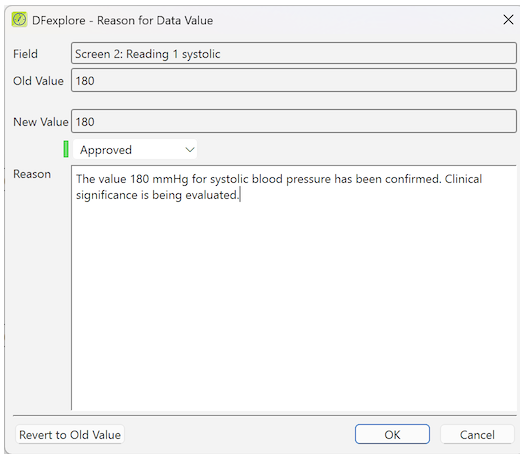 DFexplore - Reason for Data Value
Field
Screen 2: Reading 1 systolic
Old Value
180
New Value
180
Approved
Reason
The value 180 mmHg for systolic blood pressure has been confirmed. Clinical
significance is being evaluated.
Revert to Old Value
OK
Cancel